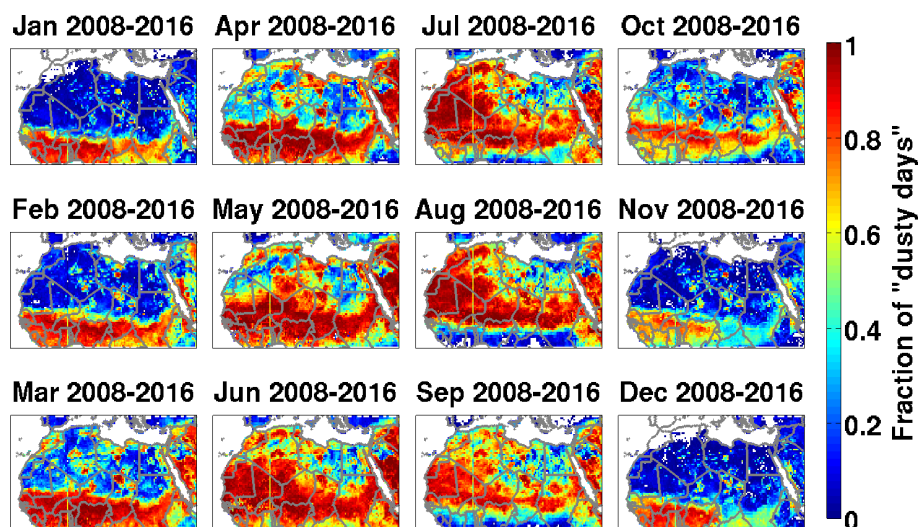 Jan 2008-2016
Apr 2008-2016
Jul 2008-2016
Oct 2008-2016
Feb 2008-2016
May 2008-2016
Aug 2008-2016
Nov 2008-2016
Mar 2008-2016
Jun 2008-2016
Sep 2008-2016
Dec 2008-2016
1
0.8
0.6
0.4
0.2
0
Fraction of "dusty days"